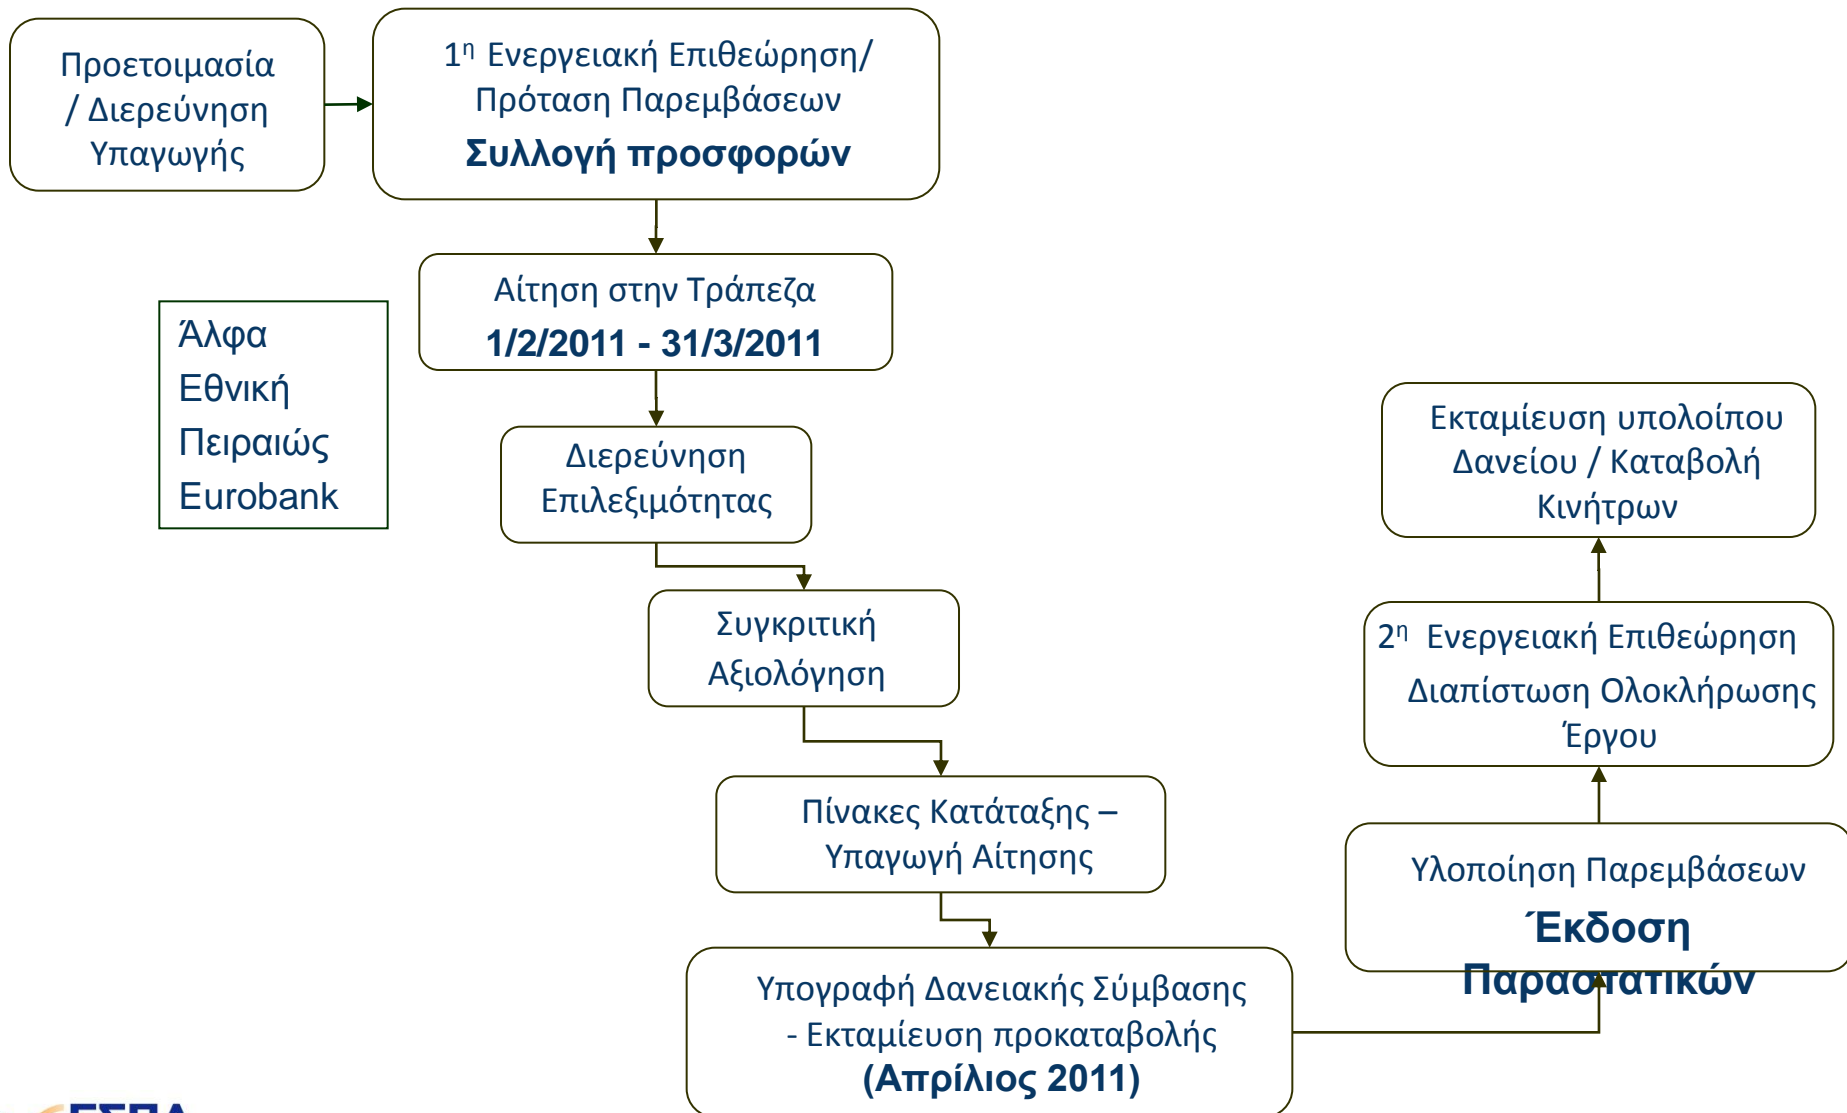 Προετοιμασία
/ Διερεύνηση
Υπαγωγής
1η Ενεργειακή Επιθεώρηση/
Πρόταση Παρεμβάσεων
Συλλογή προσφορών
Αίτηση στην Τράπεζα
1/2/2011 - 31/3/2011
Άλφα
Εθνική
Πειραιώς
Eurobank
Διερεύνηση
Επιλεξιμότητας
Συγκριτική
Αξιολόγηση
Πίνακες Κατάταξης –
Υπαγωγή Αίτησης
Υπογραφή Δανειακής Σύμβασης
- Εκταμίευση προκαταβολής
(Απρίλιος 2011)
Υλοποίηση Παρεμβάσεων
Έκδοση
Παραστατικών
2η Ενεργειακή Επιθεώρηση
Διαπίστωση Ολοκλήρωσης
Έργου
Εκταμίευση υπολοίπου
Δανείου / Καταβολή
Κινήτρων
ΕΣΠΑ